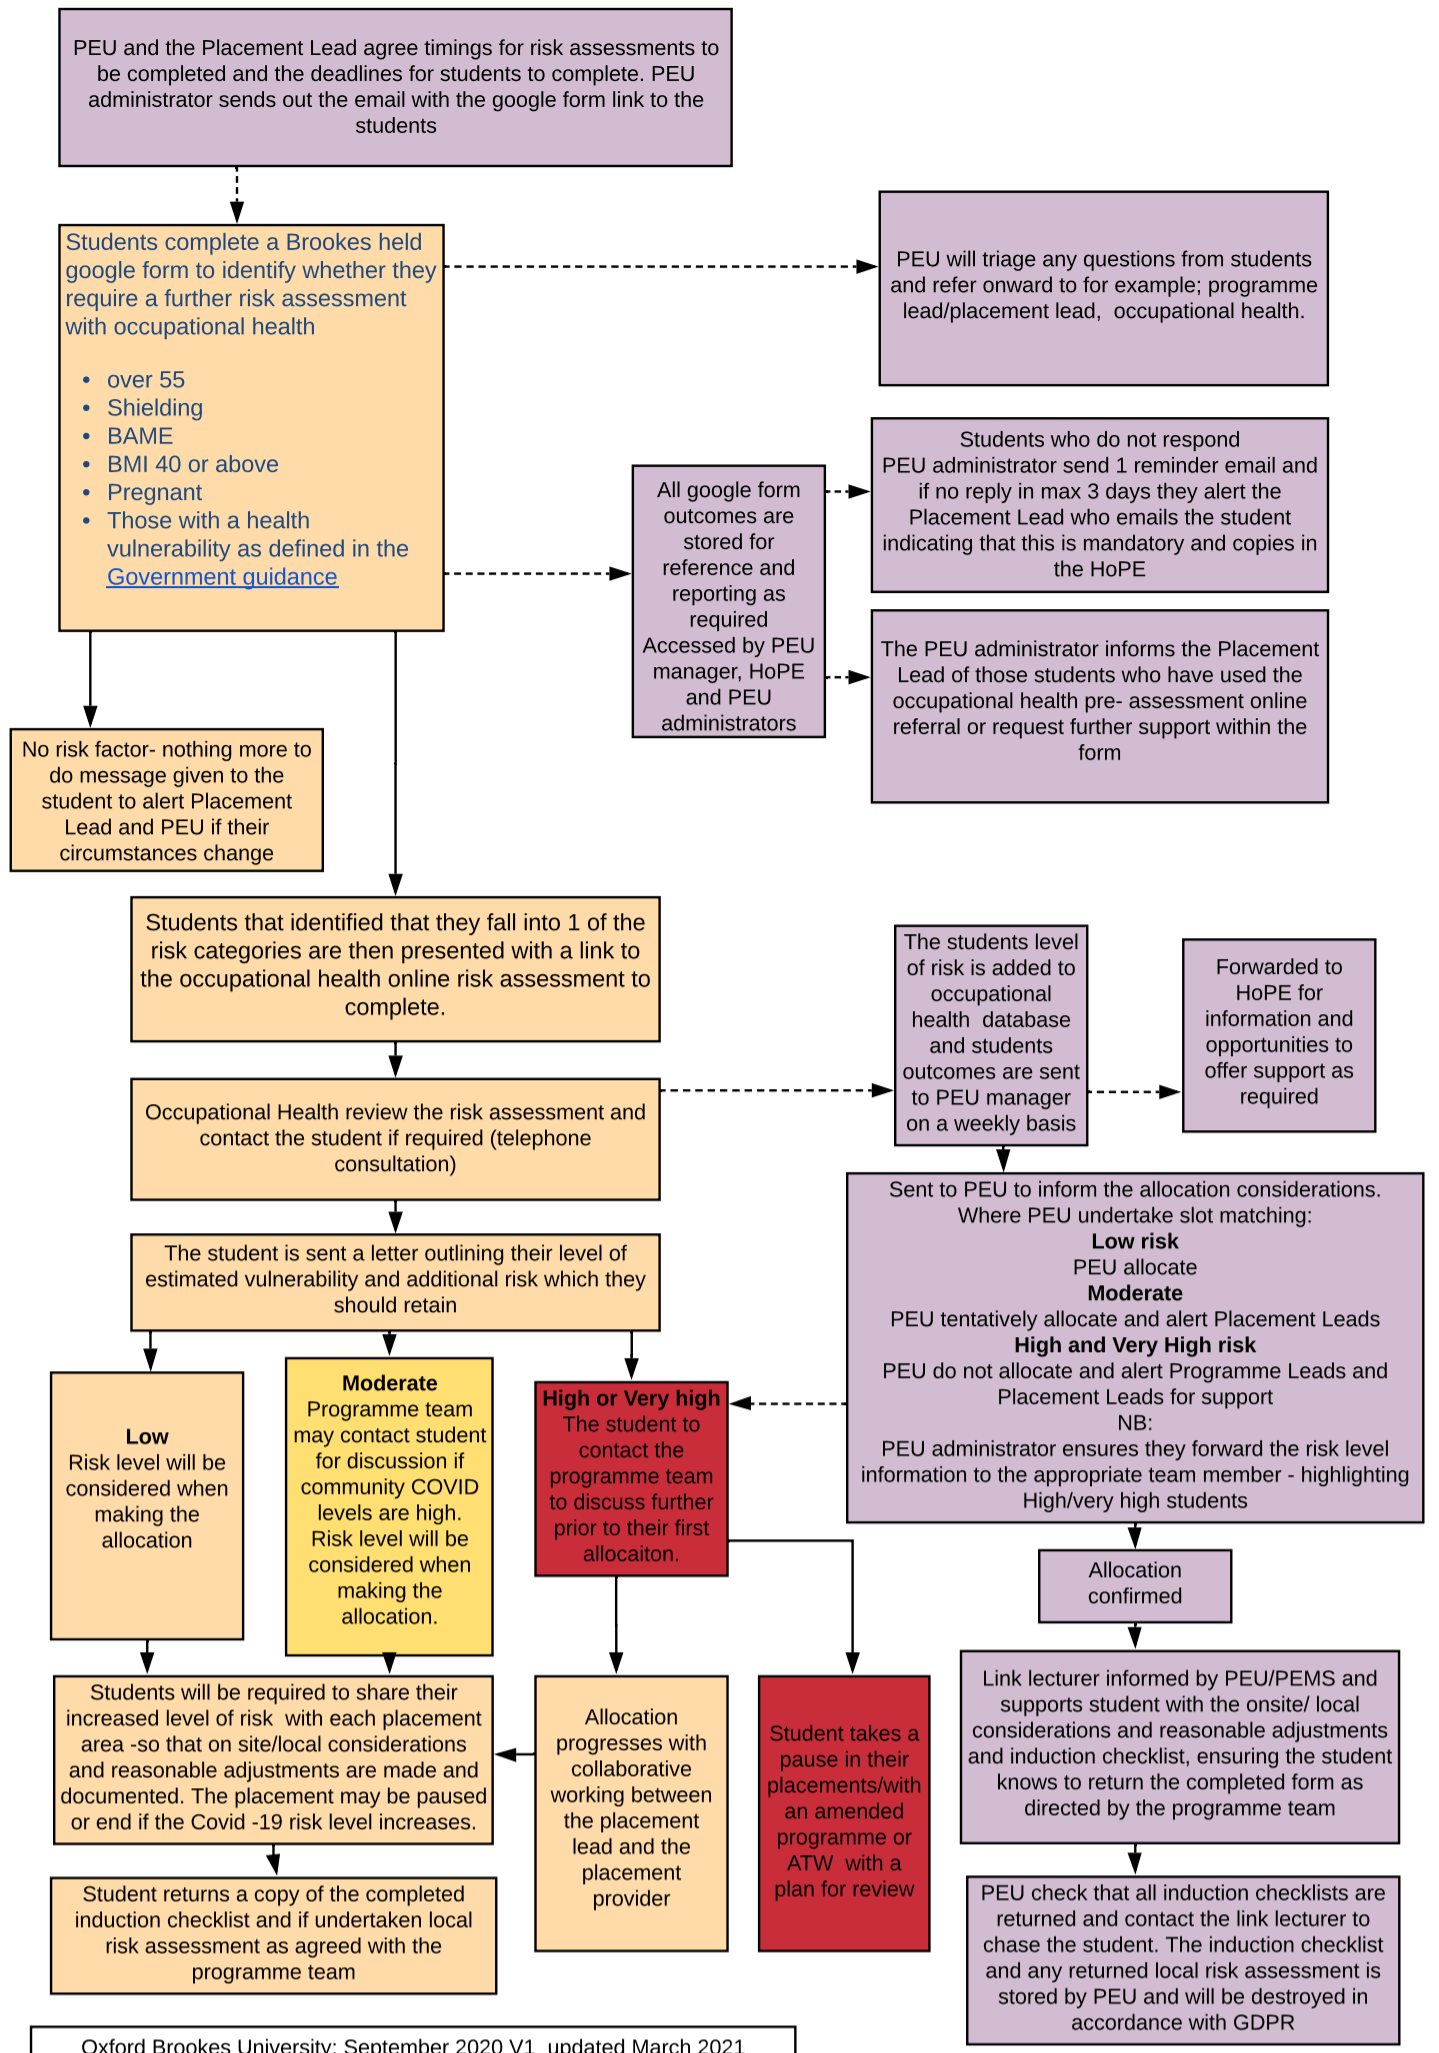 PEU and the Placement Lead agree timings for risk assessments to
be completed and the deadlines for students to complete. PEU
administrator sends out the email with the google form link to the
students
Students complete a Brookes held
google form to identify whether they
require a further risk assessment
with occupational health
• over 55
• Shielding
• BAME
• BMI 40 or above
• Pregnant
• Those with a health
vulnerability as defined in the
Government guidance
PEU will triage any questions from students
and refer onward to for example; programme
lead/placement lead, occupational health.
All google form
outcomes are
stored for
reference and
reporting as
required
Accessed by PEU
manager, HoPE
and PEU
administrators
Students who do not respond
PEU administrator send 1 reminder email and
if no reply in max 3 days they alert the
Placement Lead who emails the student
indicating that this is mandatory and copies in
the HoPE
The PEU administrator informs the Placement
Lead of those students who have used the
occupational health pre- assessment online
referral or request further support within the
form
No risk factor- nothing more to
do message given to the
student to alert Placement
Lead and PEU if their
circumstances change
Students that identified that they fall into 1 of the
risk categories are then presented with a link to
the occupational health online risk assessment to
complete.
The students level
of risk is added to
occupational
health database
and students
outcomes are sent
to PEU manager
on a weekly basis
Forwarded to
HoPE for
information and
opportunities to
offer support as
required
Occupational Health review the risk assessment and
contact the student if required (telephone
consultation)
The student is sent a letter outlining their level of
estimated vulnerability and additional risk which they
should retain
Sent to PEU to inform the allocation considerations.
Where PEU undertake slot matching:
Low risk
PEU allocate
Moderate
PEU tentatively allocate and alert Placement Leads
High and Very High risk
PEU do not allocate and alert Programme Leads and
Placement Leads for support
NB:
PEU administrator ensures they forward the risk level
information to the appropriate team member - highlighting
High/very high students
Low
Risk level will be
considered when
making the
allocation
Moderate
Programme team
may contact student
for discussion if
community COVID
levels are high.
Risk level will be
considered when
making the
allocation.
High or Very high
The student to
contact the
programme team
to discuss further
prior to their first
allocaiton.
Allocation
confirmed
Students will be required to share their
increased level of risk with each placement
area -so that on site/local considerations
and reasonable adjustments are made and
documented. The placement may be paused
or end if the Covid -19 risk level increases.
Allocation
progresses with
collaborative
working between
the placement
lead and the
placement
provider
Student takes a
pause in their
placements/with
an amended
programme or
ATW with a
plan for review
Link lecturer informed by PEU/PEMS and
supports student with the onsite/ local
considerations and reasonable adjustments
and induction checklist, ensuring the student
knows to return the completed form as
directed by the programme team
Student returns a copy of the completed
induction checklist and if undertaken local
risk assessment as agreed with the
programme team
PEU check that all induction checklists are
returned and contact the link lecturer to
chase the student. The induction checklist
and any returned local risk assessment is
stored by PEU and will be destroyed in
accordance with GDPR
Oxford Brookes University: September 2020 V1 updated March 2021